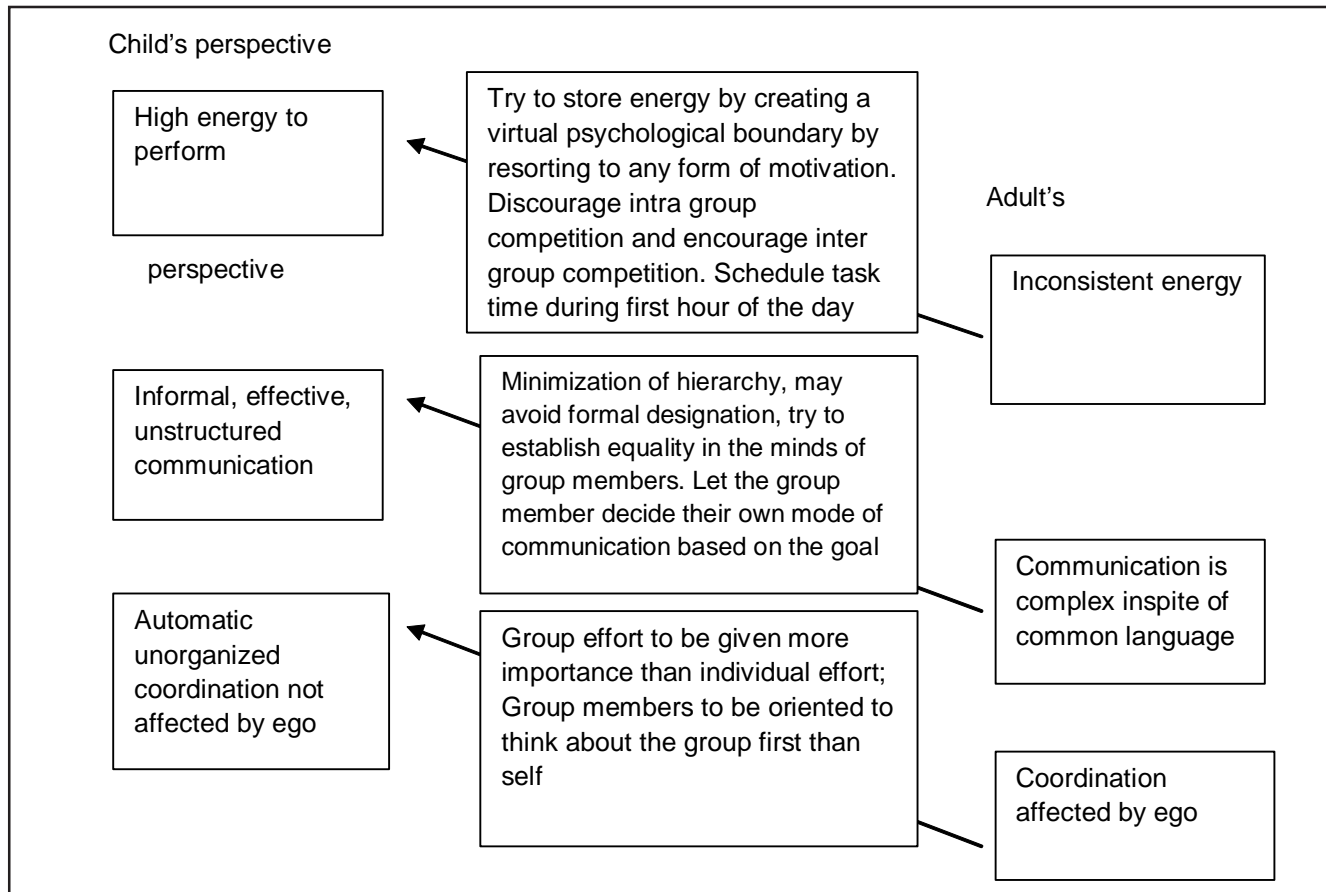 Child’s perspective
High energy to
perform
perspective
Try to store energy by creating a
virtual psychological boundary by
resorting to any form of motivation.
Discourage intra group
competition and encourage inter
group competition. Schedule task
time during first hour of the day
Adult’s
Inconsistent energy
Informal, effective,
unstructured
communication
Minimization of hierarchy, may
avoid formal designation, try to
establish equality in the minds of
group members. Let the group
member decide their own mode of
communication based on the goal
Communication is
complex inspite of
common language
Automatic
unorganized
coordination not
affected by ego
Group effort to be given more
importance than individual effort;
Group members to be oriented to
think about the group first than
self
Coordination
affected by ego